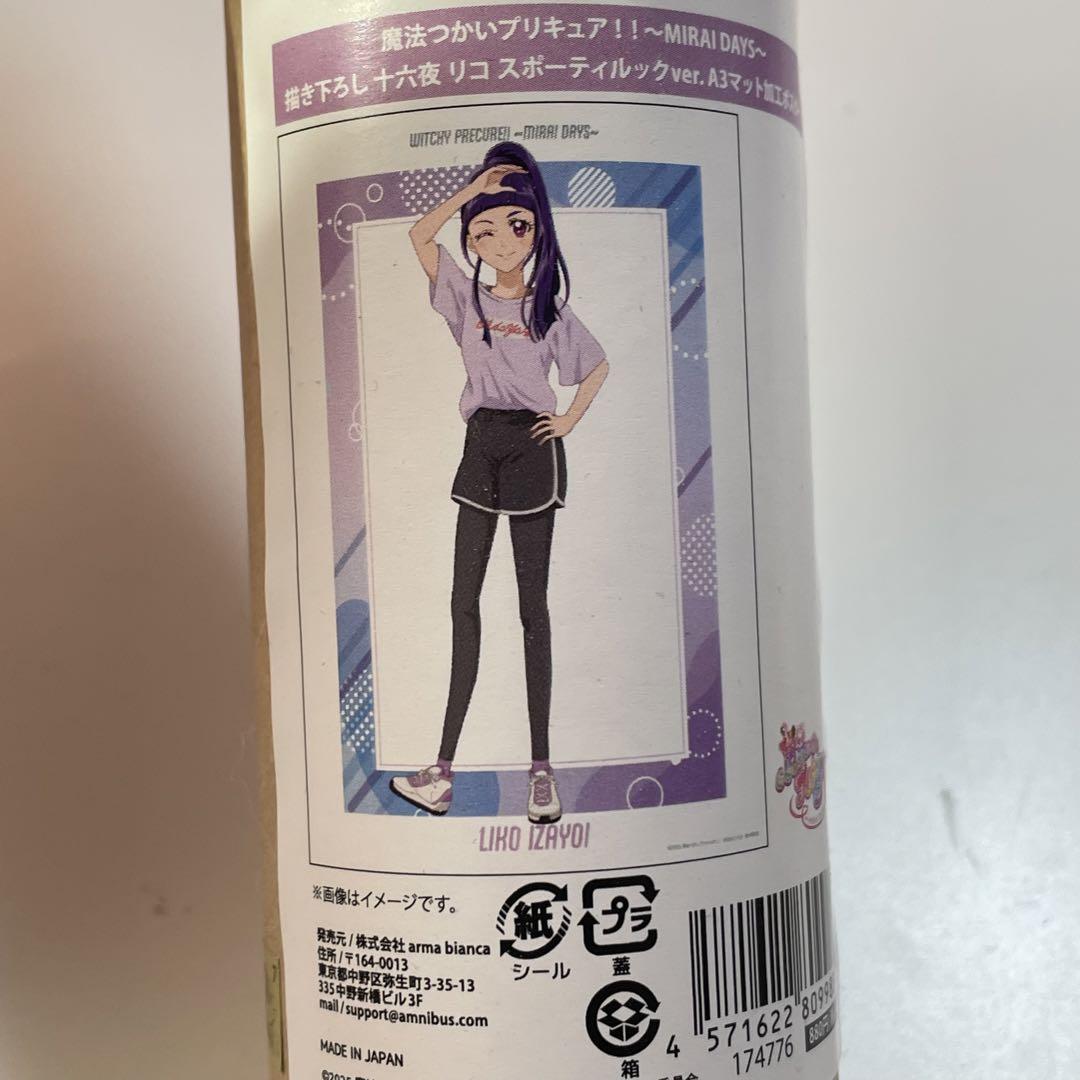 魔法つかいプリキュア！！～MIRAI DAYS～
描き下ろし 十六夜 リコ スポーティルックver. A3マット加工ポス
WITCHY PRECURE!! ~MIRAI DAYS~
LIKO IZAYOI
※画像はイメージです。
紙
シール
プラ
蓋
箱
発売元 / 株式会社 arma bianca
住所 / 〒164-0013
東京都中野区弥生町3-35-13
335中野新橋ビル3F
mail / support@amnibus.com
MADE IN JAPAN
4 571622 80998
174776